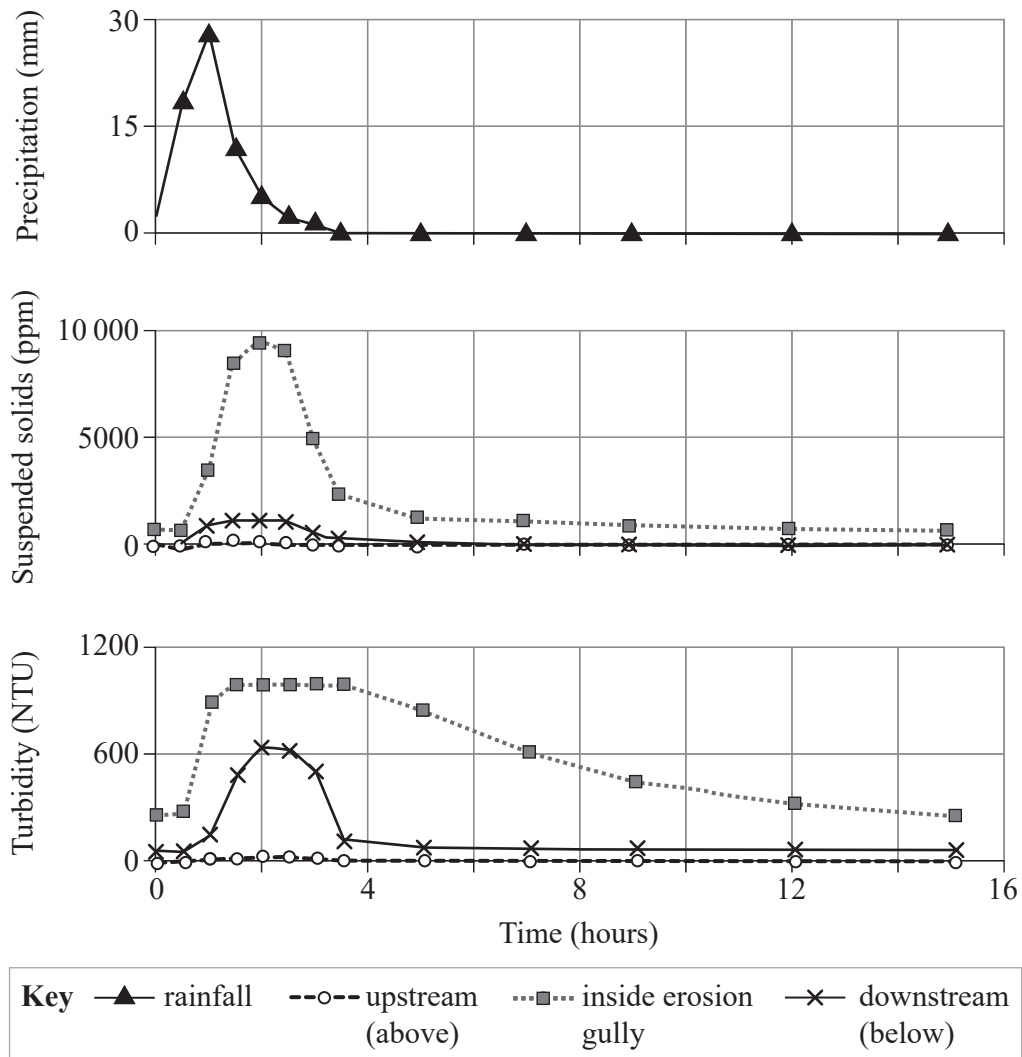 Precipitation (mm)
30
15
0
Suspended solids (ppm)
10 000
5000
0
Turbidity (NTU)
1200
600
0
0 4 8 12 16
Time (hours)
Key rainfall upstream (above) inside erosion gully downstream (below)